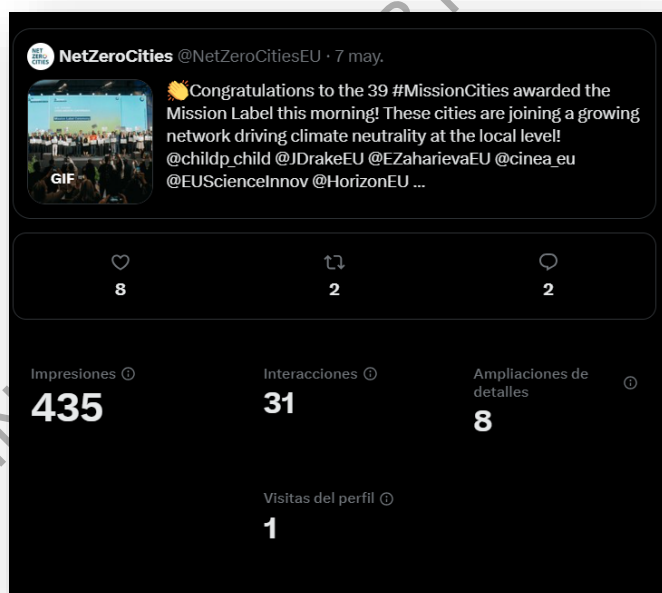 NET
ZERO
CITIES
NetZeroCities @NetZeroCitiesEU · 7 may.
👏Congratulations to the 39 #MissionCities awarded the
Mission Label this morning! These cities are joining a growing
network driving climate neutrality at the local level!
@childp_child @JDrakeEU @EZaharievaEU @cinea_eu
@EUScienceInnov @HorizonEU ...
GIF
8 2 2
Impresiones Interacciones Ampliaciones de
detalles
435 31 8
Visitas del perfil
1